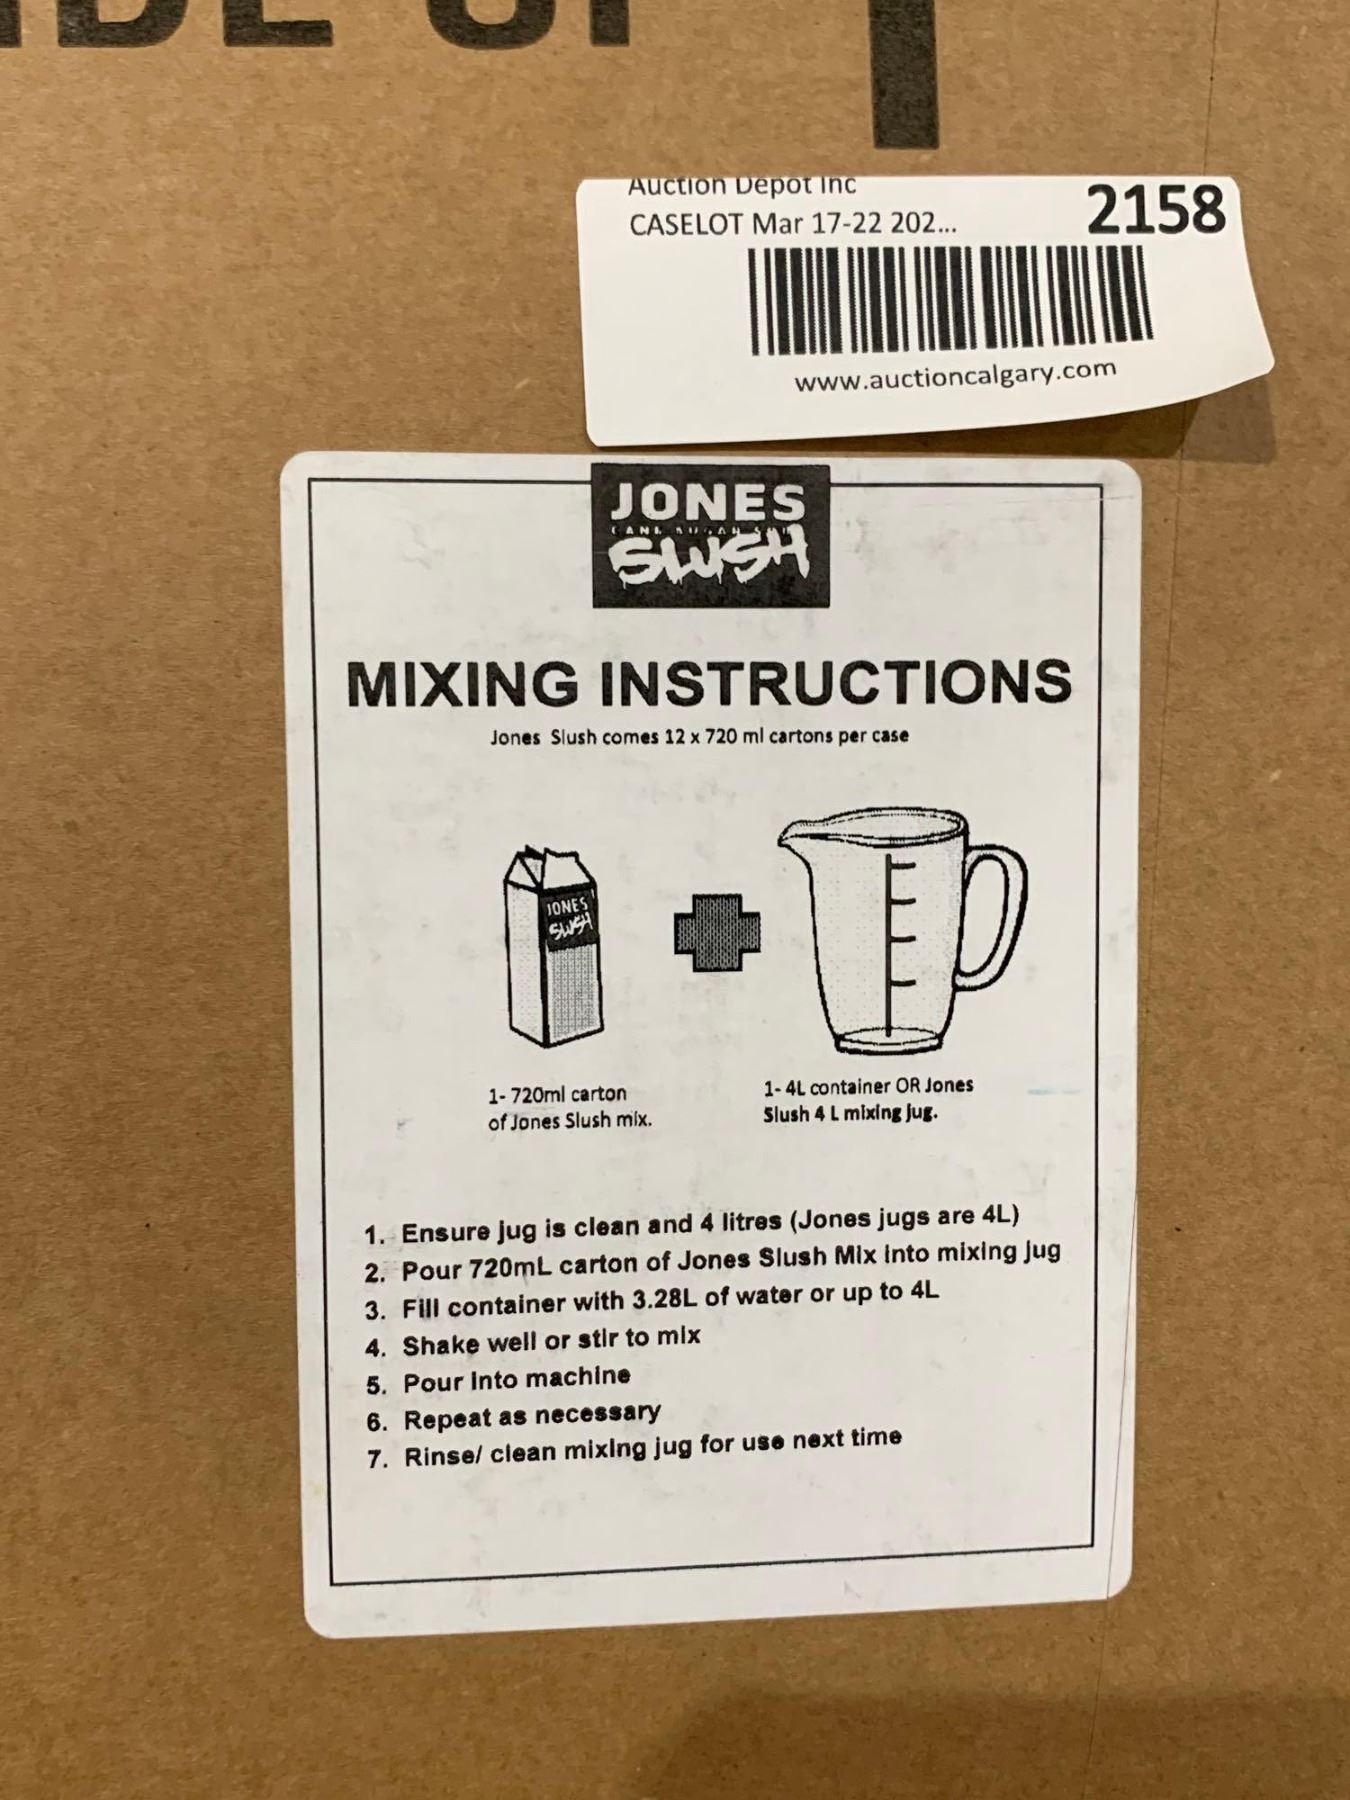 Auction Depot Inc
2158
CASELOT Mar 17-22 202...
www.auctioncalgary.com
JONES
CANE SUGAR
SLUSH
MIXING INSTRUCTIONS
Jones Slush comes 12 x 720 ml cartons per case
JONES
SLUSH
1- 720ml carton
of Jones Slush mix.
1- 4L container OR Jones
Slush 4 L mixing jug.
1. Ensure jug is clean and 4 litres (Jones jugs are 4L)
2. Pour 720mL carton of Jones Slush Mix into mixing jug
3. Fill container with 3.28L of water or up to 4L
4. Shake well or stir to mix
5. Pour into machine
6. Repeat as necessary
7. Rinse/ clean mixing jug for use next time